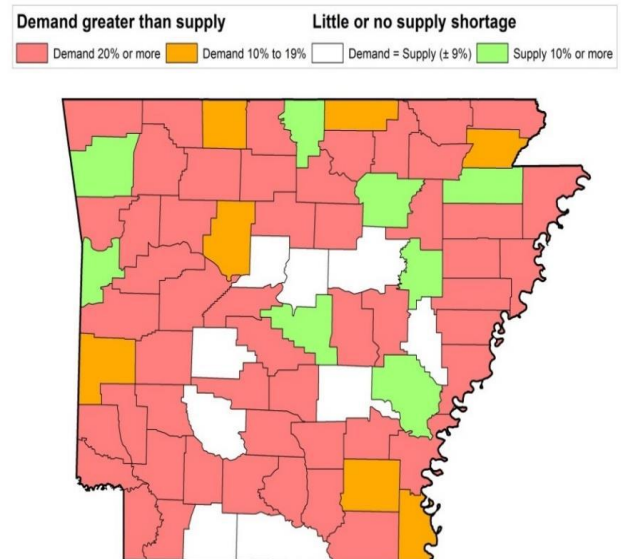 Demand greater than supply Little or no supply shortage
Demand 20% or more Demand 10% to 19% Demand = Supply (± 9%) Supply 10% or more